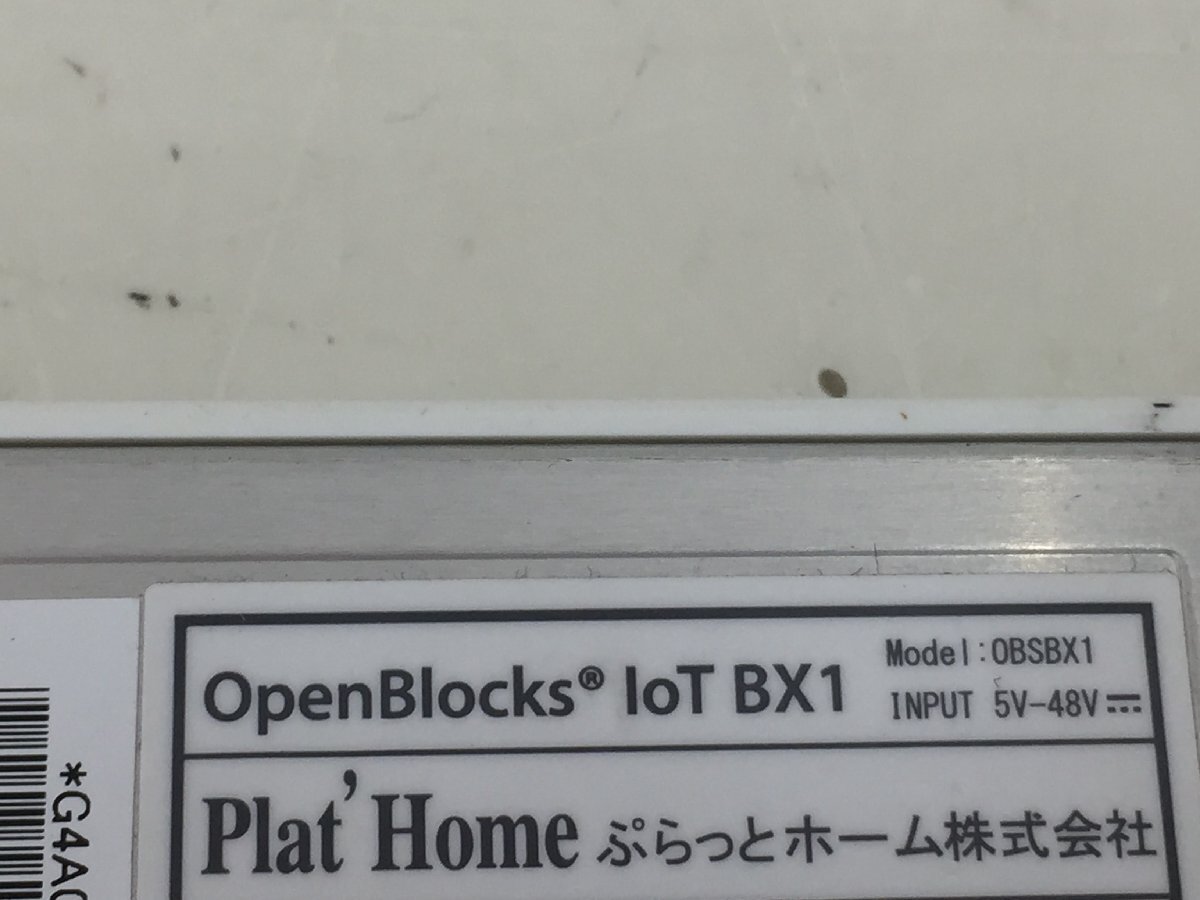 OpenBlocks® IoT BX1
Model:OBSBX1
INPUT 5V-48V⎓
Plat'Home ぷらっとホーム株式会社
*G4A0